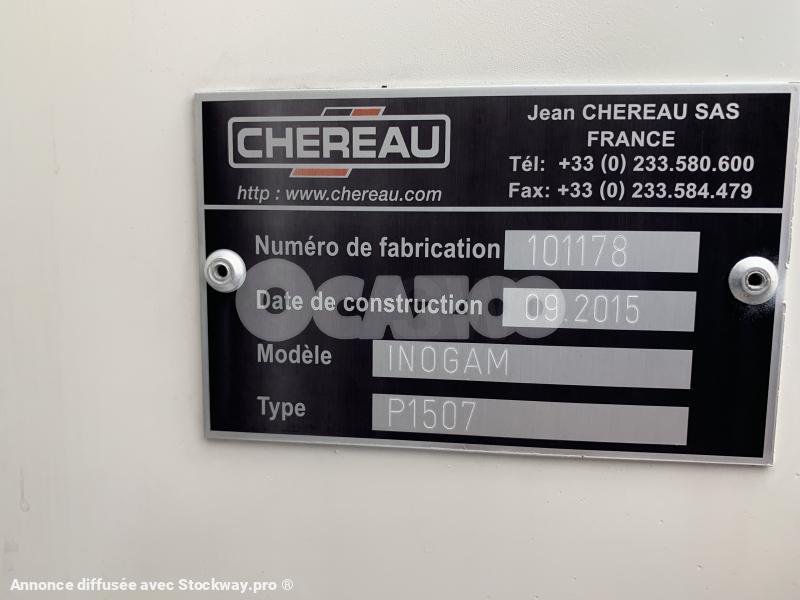 CHEREAU
http : www.chereau.com
Jean CHEREAU SAS
FRANCE
Tél: +33 (0) 233.580.600
Fax: +33 (0) 233.584.479
Numéro de fabrication 101178
Date de construction 09.2015
Modèle INOGAM
Type P1507
OCAZOO
Annonce diffusée avec Stockway.pro ®